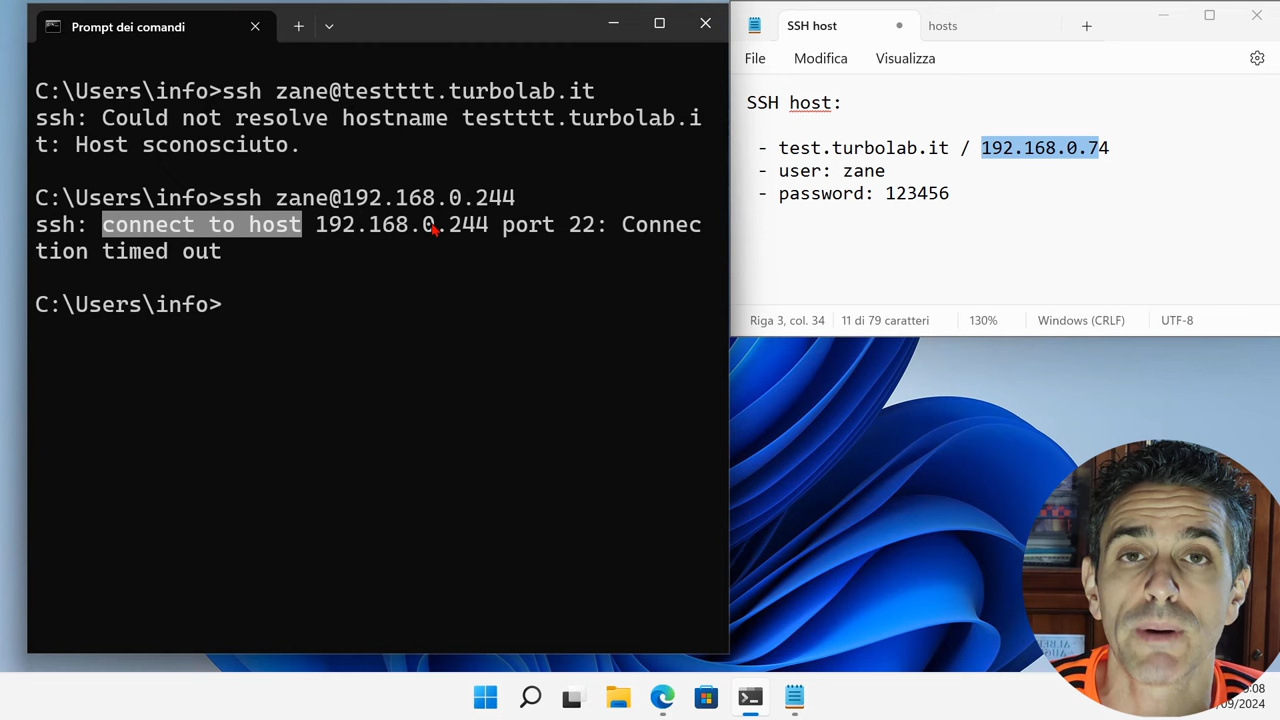 Prompt dei comandi
C:\Users\info>ssh zane@testttt.turbolab.it
ssh: Could not resolve hostname testttt.turbolab.i
t: Host sconosciuto.
C:\Users\info>ssh zane@192.168.0.244
ssh: connect to host 192.168.0.244 port 22: Connec
tion timed out
C:\Users\info>
SSH host
hosts
File Modifica Visualizza
SSH host:
- test.turbolab.it / 192.168.0.74
- user: zane
- password: 123456
Riga 3, col. 34 11 di 79 caratteri 130% Windows (CRLF) UTF-8